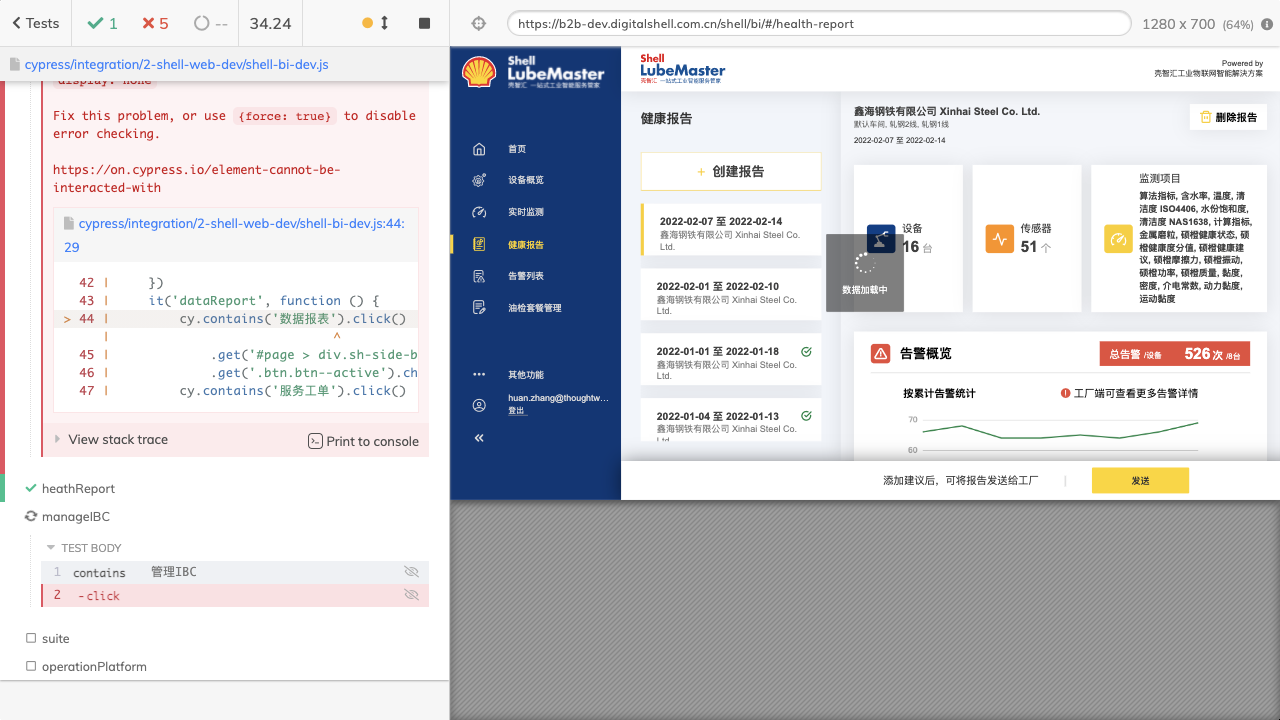 Tests
1
5
--
34.24
https://b2b-dev.digitalshell.com.cn/shell/bi/#/health-report
1280 x 700 (64%)
cypress/integration/2-shell-web-dev/shell-bi-dev.js
display: none
Fix this problem, or use {force: true} to disable
error checking.
https://on.cypress.io/element-cannot-be-
interacted-with
cypress/integration/2-shell-web-dev/shell-bi-dev.js:44:
29
42 | })
43 | it('dataReport', function () {
> 44 | cy.contains('数据报表').click()
| ^
45 | .get('#page > div.sh-side-b
46 | .get('.btn.btn--active').ch
47 | cy.contains('服务工单').click()
View stack trace
Print to console
heathReport
manageIBC
TEST BODY
1 contains 管理IBC
2 -click
suite
operationPlatform
Shell
LubeMaster
壳智汇 一站式工业智能服务管家
首页
设备概览
实时监测
健康报告
告警列表
油检套餐管理
其他功能
huan.zhang@thoughtw...
登出
Shell
LubeMaster
壳智汇 一站式工业智能服务管家
Powered by
壳智汇工业物联网智能解决方案
健康报告
+ 创建报告
2022-02-07 至 2022-02-14
鑫海钢铁有限公司 Xinhai Steel Co.
Ltd.
2022-02-01 至 2022-02-10
鑫海钢铁有限公司 Xinhai Steel Co.
Ltd.
2022-01-01 至 2022-01-18
鑫海钢铁有限公司 Xinhai Steel Co.
Ltd.
2022-01-04 至 2022-01-13
鑫海钢铁有限公司 Xinhai Steel Co.
Ltd.
鑫海钢铁有限公司 Xinhai Steel Co. Ltd.
默认车间, 轧钢2线, 轧钢1线
2022-02-07 至 2022-02-14
删除报告
设备
16 台
传感器
51 个
监测项目
算法指标, 含水率, 温度, 清
洁度 ISO4406, 水份饱和度,
清洁度 NAS1638, 计算指标,
金属磨粒, 硕橙健康状态, 硕
橙健康度分值, 硕橙健康建
议, 硕橙摩擦力, 硕橙振动,
硕橙功率, 硕橙质量, 黏度,
密度, 介电常数, 动力黏度,
运动黏度
数据加载中
告警概览
总告警 /设备 526 次 /8台
按累计告警统计
工厂端可查看更多告警详情
70
60
添加建议后，可将报告发送给工厂
发送